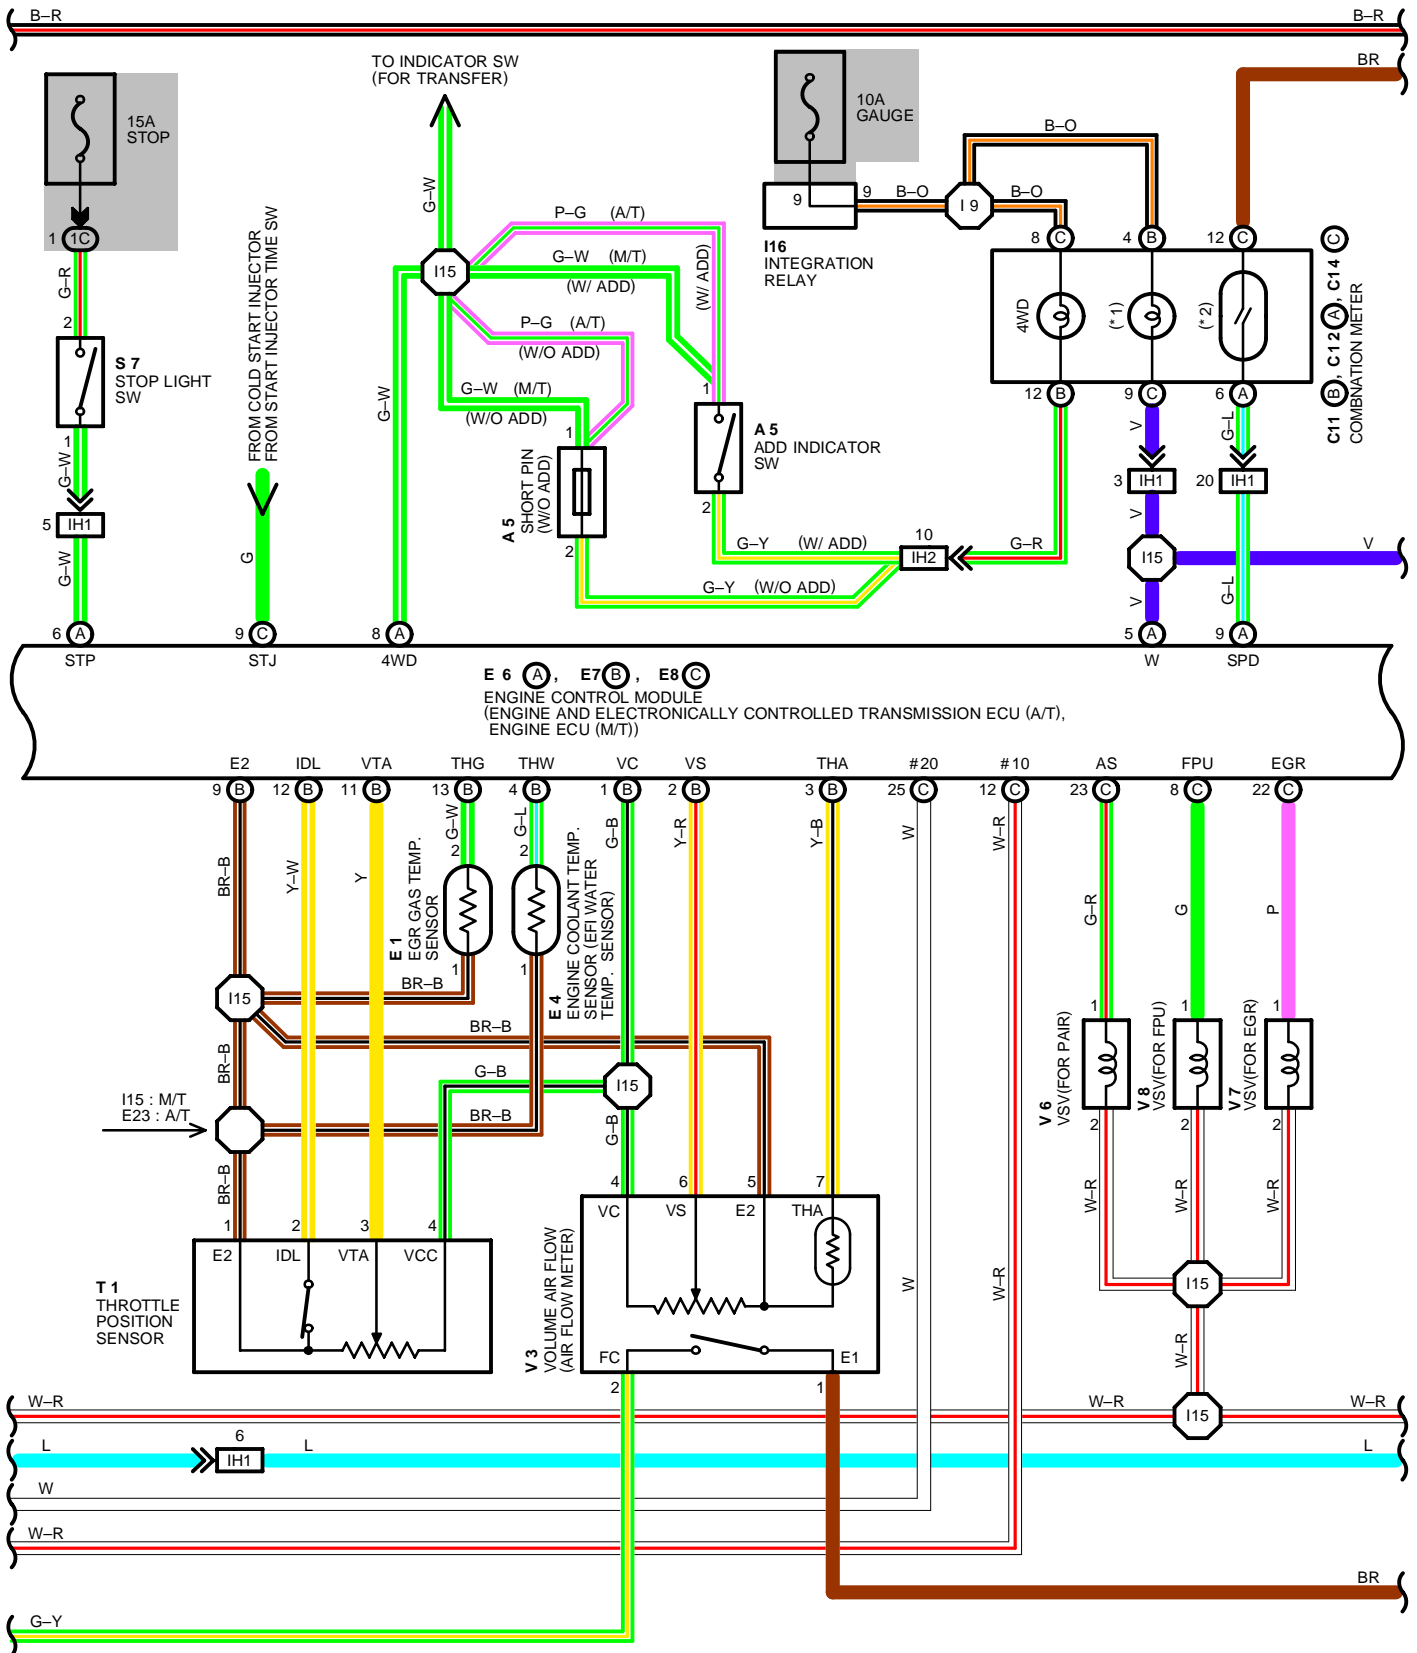 B–R
B–R
BR
TO INDICATOR SW
(FOR TRANSFER)
15A
STOP
10A
GAUGE
B–O
1
1C
9
9
B–O
I 9
B–O
I16
INTEGRATION
RELAY
8
C
4
B
12
C
G–W
P–G (A/T)
G–W (M/T)
(W/ ADD)
(W/ ADD)
I15
P–G (A/T)
(W/O ADD)
G–W (M/T)
(W/O ADD)
G–R
2
S 7
STOP LIGHT
SW
1
G–W
5
IH1
G–W
FROM COLD START INJECTOR
FROM START INJECTOR TIME SW
G
G–W
1
A 5
SHORT PIN
(W/O ADD)
2
1
A 5
ADD INDICATOR
SW
2
4WD
(*1)
(*2)
C11 B, C12 A, C14 C
COMBINATION METER
12
B
9
C
6
A
V
G–L
3
IH1
20
IH1
V
I15
V
V
G–L
G–Y (W/ ADD)
10
IH2
G–R
G–Y (W/O ADD)
6
A
9
C
8
A
5
A
9
A
STP
STJ
4WD
W
SPD
E 6 A, E7 B, E8 C
ENGINE CONTROL MODULE
(ENGINE AND ELECTRONICALLY CONTROLLED TRANSMISSION ECU (A/T),
ENGINE ECU (M/T))
E2
IDL
VTA
THG
THW
VC
VS
THA
#20
#10
AS
FPU
EGR
9
B
12
B
11
B
13
B
4
B
1
B
2
B
3
B
25
C
12
C
23
C
8
C
22
C
BR–B
Y–W
Y
G–W
2
G–L
2
G–B
Y–R
Y–B
W
W–R
G–R
G
P
E 1
EGR GAS TEMP.
SENSOR
1
E 4
ENGINE COOLANT TEMP.
SENSOR (EFI WATER
TEMP. SENSOR)
1
I15
BR–B
BR–B
BR–B
G–B
I15
I15 : M/T
E23 : A/T
BR–B
G–B
BR–B
1
2
3
4
E2
IDL
VTA
VCC
T 1
THROTTLE
POSITION
SENSOR
4
6
5
7
VC
VS
E2
THA
FC
E1
V 3
VOLUME AIR FLOW
(AIR FLOW METER)
2
1
W
W–R
1
1
1
V 6
VSV(FOR PAIR)
V 8
VSV(FOR FPU)
V 7
VSV(FOR EGR)
2
2
2
W–R
W–R
W–R
I15
W–R
W–R
W–R
I15
W–R
L
6
IH1
L
L
W
W–R
BR
G–Y